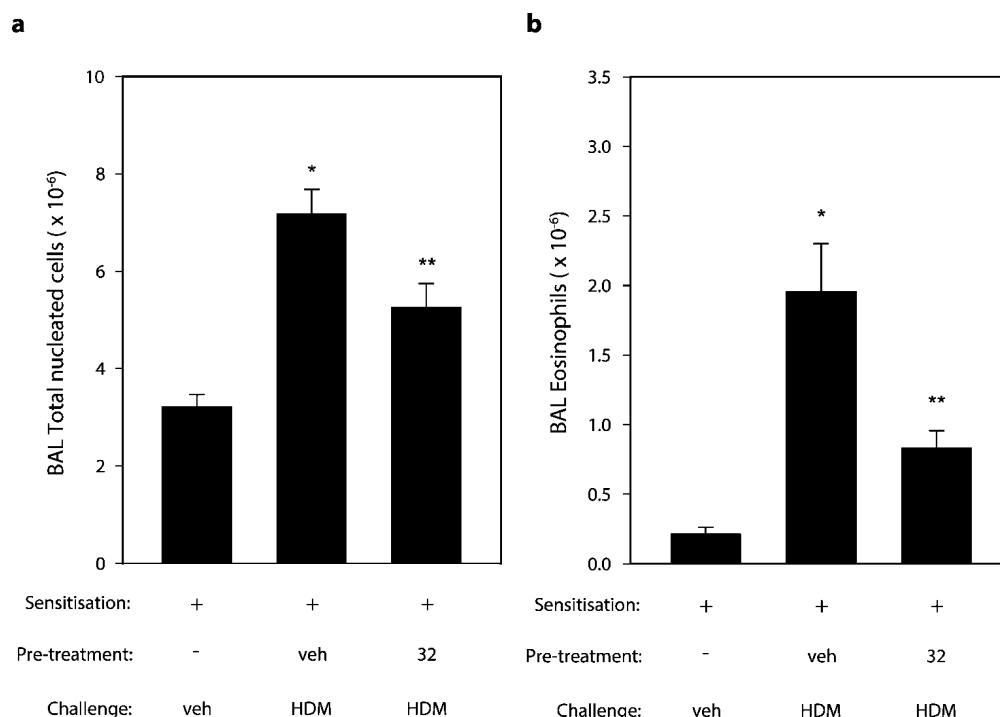 a
BAL Total nucleated cells ( x 10⁻⁶)
10
8
6
4
2
0
*
**
Sensitisation: + + +
Pre-treatment: - veh 32
Challenge: veh HDM HDM
b
BAL Eosinophils ( x 10⁻⁶)
3.5
3.0
2.5
2.0
1.5
1.0
0.5
0.0
*
**
Sensitisation: + + +
Pre-treatment: - veh 32
Challenge: veh HDM HDM